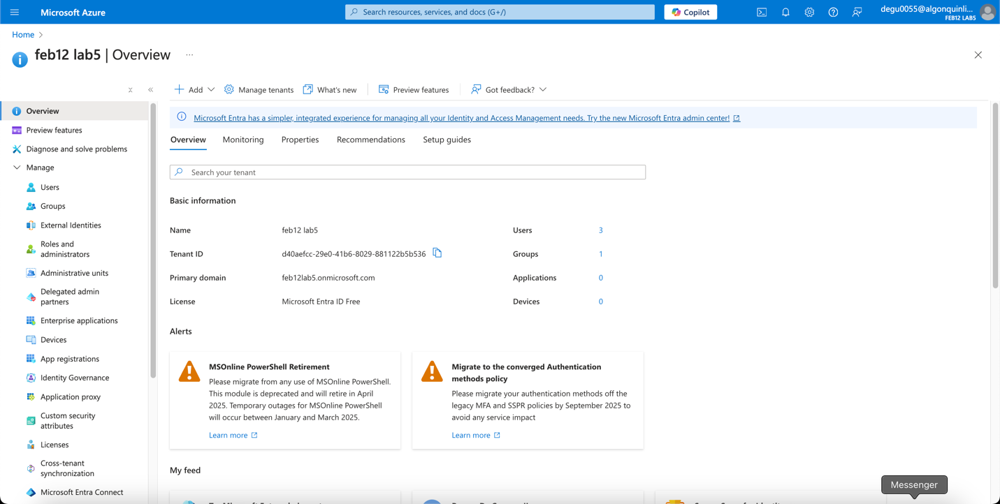 Microsoft Azure
Search resources, services, and docs (G+/)
Copilot
degu0055@algonquinli...
FEB12 LAB5
Home
feb12 lab5 | Overview
...
Add
Manage tenants
What's new
Preview features
Got feedback?
Overview
Preview features
Diagnose and solve problems
Manage
Users
Groups
External Identities
Roles and
administrators
Administrative units
Delegated admin
partners
Enterprise applications
Devices
App registrations
Identity Governance
Application proxy
Custom security
attributes
Licenses
Cross-tenant
synchronization
Microsoft Entra Connect
Microsoft Entra has a simpler, integrated experience for managing all your Identity and Access Management needs. Try the new Microsoft Entra admin center!
Overview
Monitoring
Properties
Recommendations
Setup guides
Search your tenant
Basic information
Name
feb12 lab5
Users
3
Tenant ID
d40aefcc-29e0-41b6-8029-881122b5b536
Groups
1
Primary domain
feb12lab5.onmicrosoft.com
Applications
0
License
Microsoft Entra ID Free
Devices
0
Alerts
MSOnline PowerShell Retirement
Please migrate from any use of MSOnline PowerShell.
This module is deprecated and will retire in April
2025. Temporary outages for MSOnline PowerShell
will occur between January and March 2025.
Learn more
Migrate to the converged Authentication
methods policy
Please migrate your authentication methods off the
legacy MFA and SSPR policies by September 2025 to
avoid any service impact
Learn more
My feed
Messenger